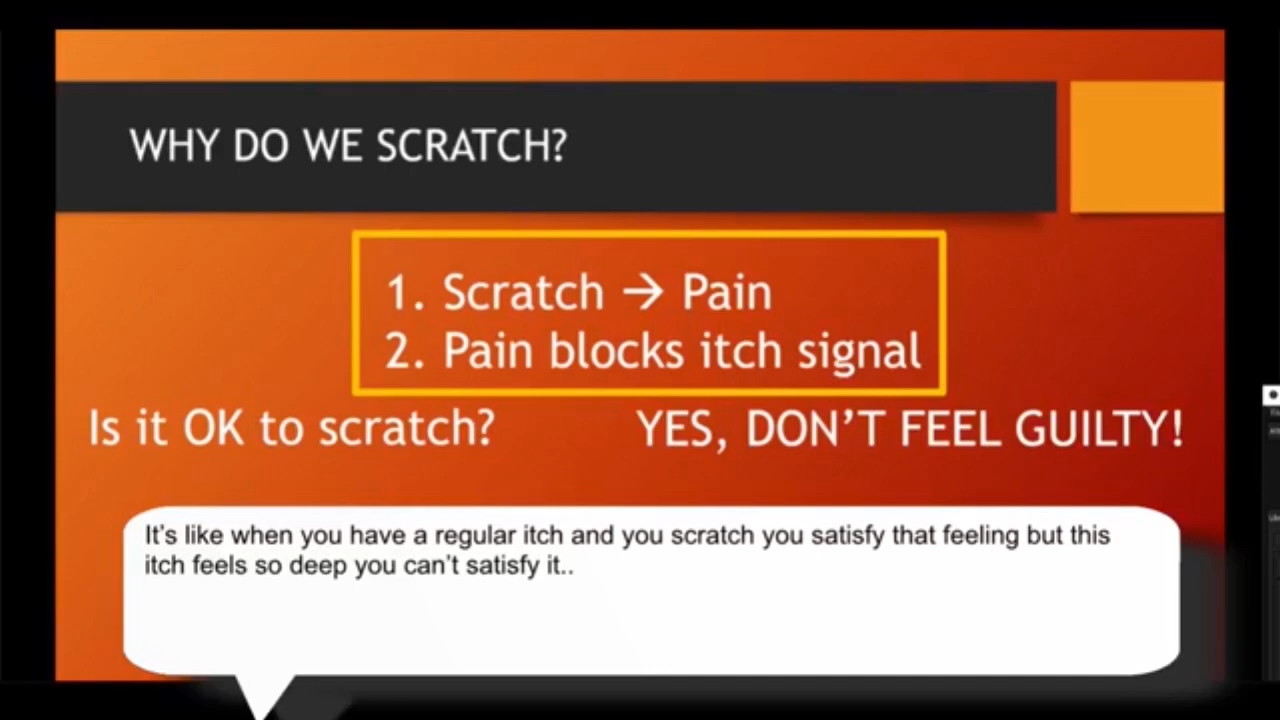 WHY DO WE SCRATCH?
1. Scratch → Pain
2. Pain blocks itch signal
Is it OK to scratch? YES, DON'T FEEL GUILTY!
It's like when you have a regular itch and you scratch you satisfy that feeling but this
itch feels so deep you can't satisfy it..